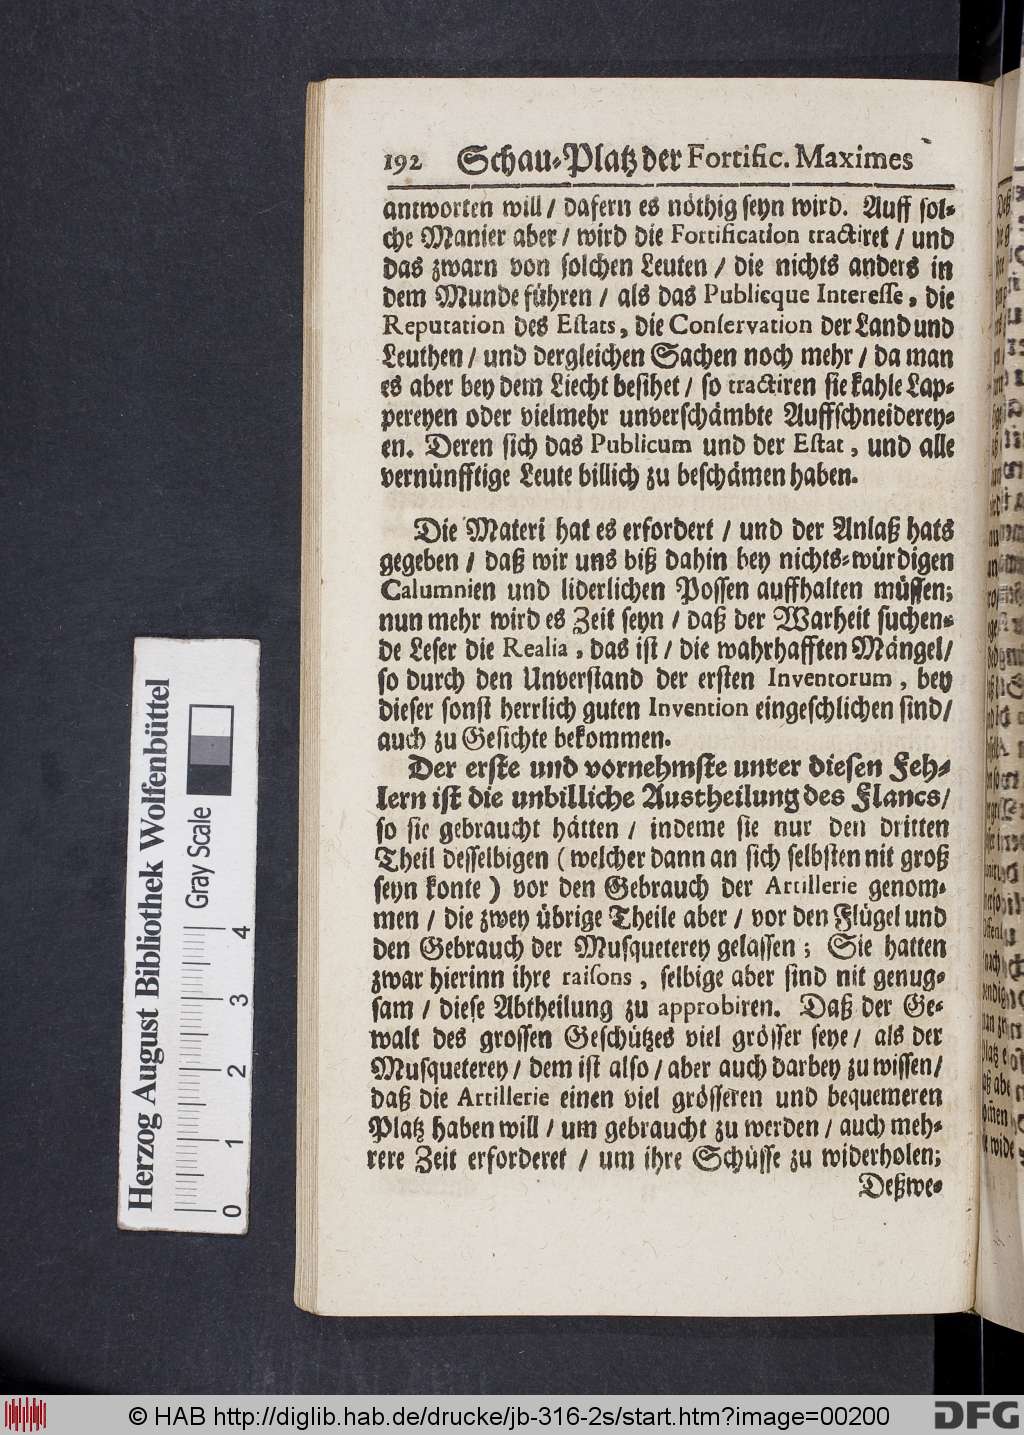 192 Schau-Platz der Fortific. Maximes
antworten will / dafern es nöthig seyn wird. Auff sol-
che Manier aber / wird die Fortification tractiret / und
das zwarn von solchen Leuten / die nichts anders in
dem Munde führen / als das Publicque Interesse, die
Reputation des Estats, die Conservation der Land und
Leuthen / und dergleichen Sachen noch mehr / da man
es aber bey dem Liecht besihet / so tractiren sie kahle Lap-
pereyen oder vielmehr unverschämbte Auffschneiderey-
en. Deren sich das Publicum und der Estat, und alle
vernünfftige Leute billich zu beschämen haben.
Die Materi hat es erfordert / und der Anlaß hats
gegeben / daß wir uns biß dahin bey nichts-würdigen
Calumnien und liderlichen Possen auffhalten müssen;
nun mehr wird es Zeit seyn / daß der Warheit suchen-
de Leser die Realia, das ist / die wahrhafften Mängel/
so durch den Unverstand der ersten Inventorum, bey
dieser sonst herrlich guten Invention eingeschlichen sind/
auch zu Gesichte bekommen.
Der erste und vornehmste unter diesen Feh-
lern ist die unbilliche Austheilung des Flancs/
so sie gebraucht hätten / indeme sie nur den dritten
Theil desselbigen (welcher dann an sich selbsten nit groß
seyn konte) vor den Gebrauch der Artillerie genom-
men / die zwey übrige Theile aber / vor den Flügel und
den Gebrauch der Musqueterey gelassen; Sie hatten
zwar hierinn ihre raisons, selbige aber sind nit genug-
sam / diese Abtheilung zu approbiren. Daß der Ge-
walt des grossen Geschützes viel grösser seye / als der
Musqueterey / dem ist also / aber auch darbey zu wissen/
daß die Artillerie einen viel grösseren und bequemeren
Platz haben will / um gebraucht zu werden / auch meh-
rere Zeit erforderet / um ihre Schüsse zu widerholen;
Deßwe-
Herzog August Bibliothek Wolfenbüttel
Gray Scale
0 1 2 3 4
© HAB http://diglib.hab.de/drucke/jb-316-2s/start.htm?image=00200
DFG